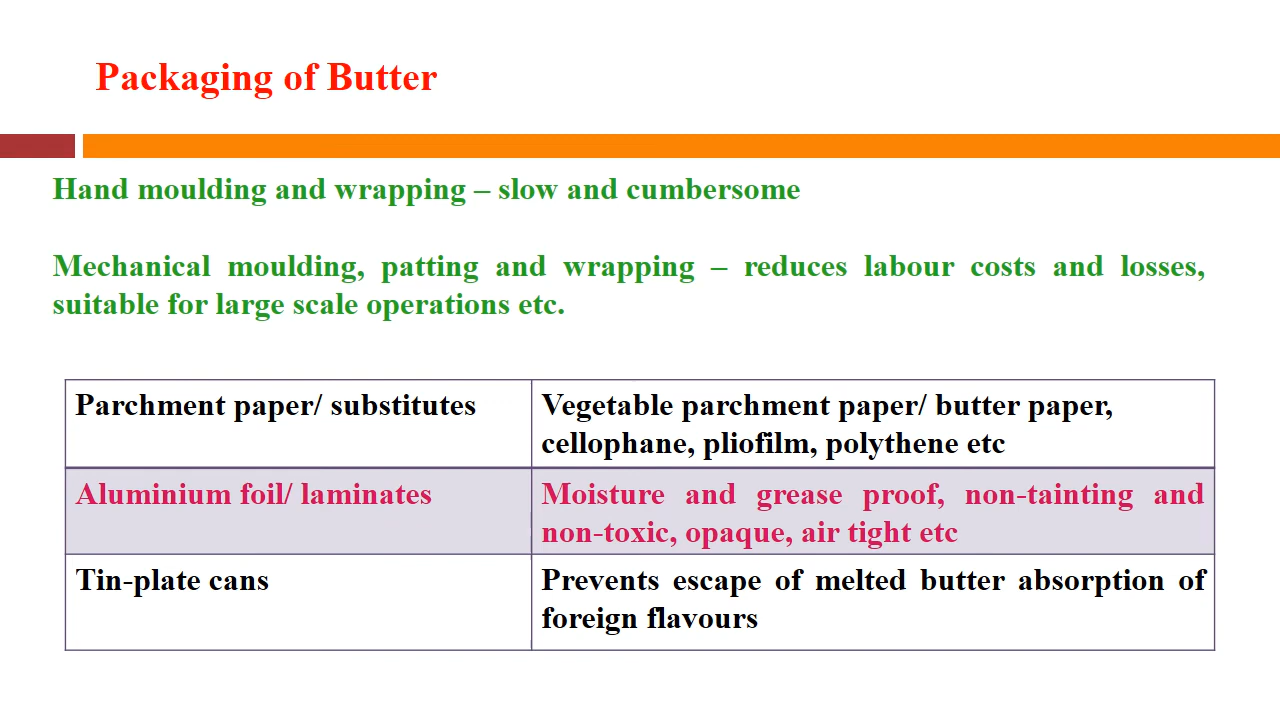 Packaging of Butter
Hand moulding and wrapping – slow and cumbersome
Mechanical moulding, patting and wrapping – reduces labour costs and losses,
suitable for large scale operations etc.
Parchment paper/ substitutes
Vegetable parchment paper/ butter paper,
cellophane, pliofilm, polythene etc
Aluminium foil/ laminates
Moisture and grease proof, non-tainting and
non-toxic, opaque, air tight etc
Tin-plate cans
Prevents escape of melted butter absorption of
foreign flavours